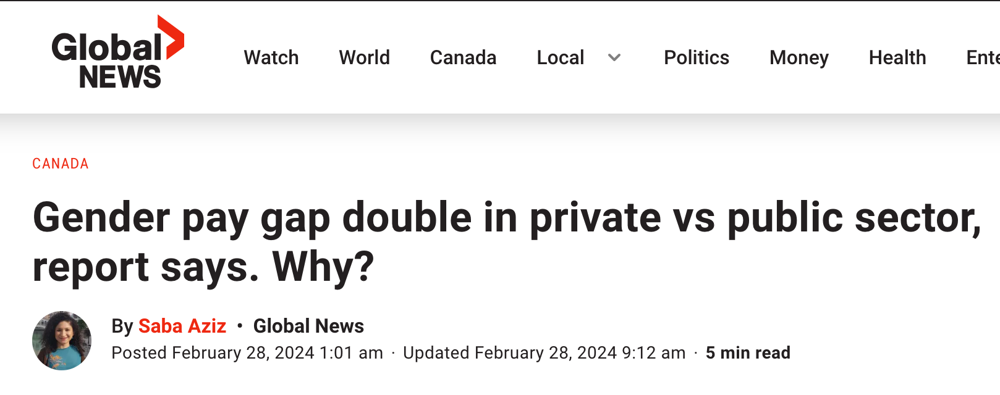 Global
NEWS
Watch World Canada Local Politics Money Health Ente
CANADA
Gender pay gap double in private vs public sector,
report says. Why?
By Saba Aziz • Global News
Posted February 28, 2024 1:01 am · Updated February 28, 2024 9:12 am · 5 min read